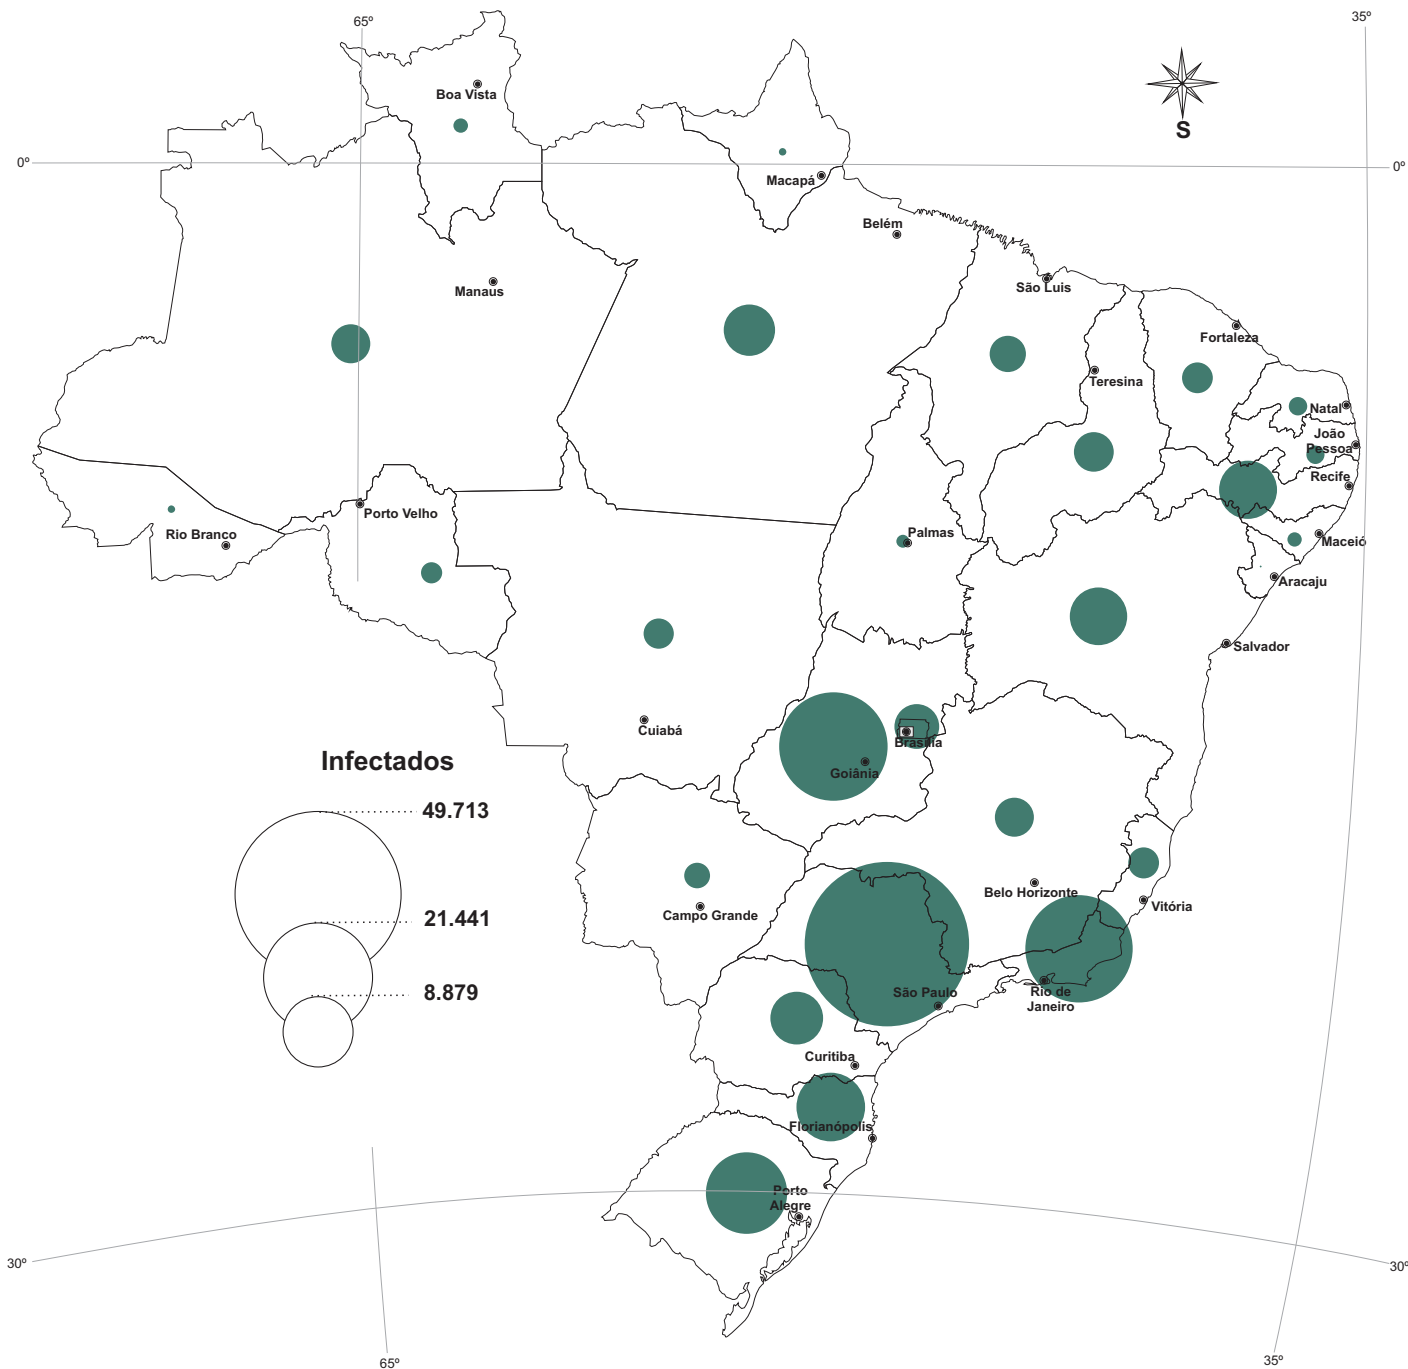 65º
35º
Boa Vista
S
0º
0º
Macapá
Belém
Manaus
São Luis
Fortaleza
Teresina
Natal
João
Pessoa
Recife
Porto Velho
Rio Branco
Palmas
Maceió
Aracaju
Salvador
Cuiabá
Brasília
Goiânia
Infectados
49.713
21.441
8.879
Campo Grande
Belo Horizonte
Vitória
São Paulo
Rio de
Janeiro
Curitiba
Florianópolis
Porto
Alegre
30º
30º
65º
35º